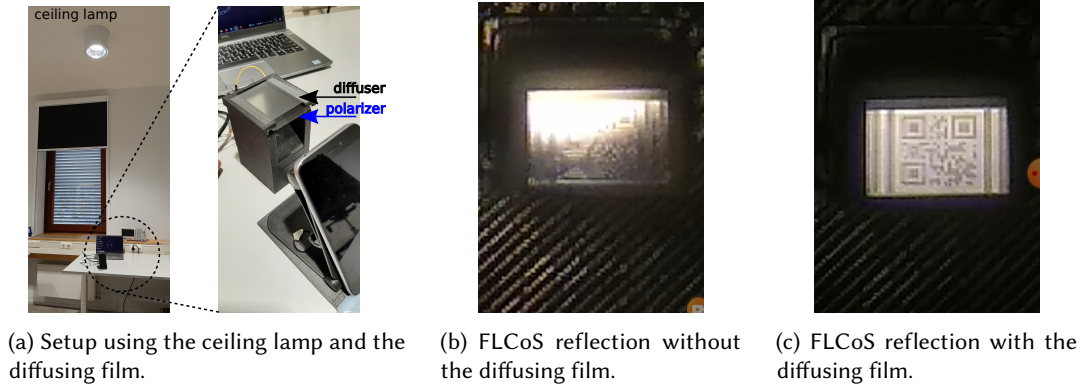 ceiling lamp
diffuser
polarizer
(a) Setup using the ceiling lamp and the
diffusing film.
(b) FLCoS reflection without
the diffusing film.
(c) FLCoS reflection with the
diffusing film.